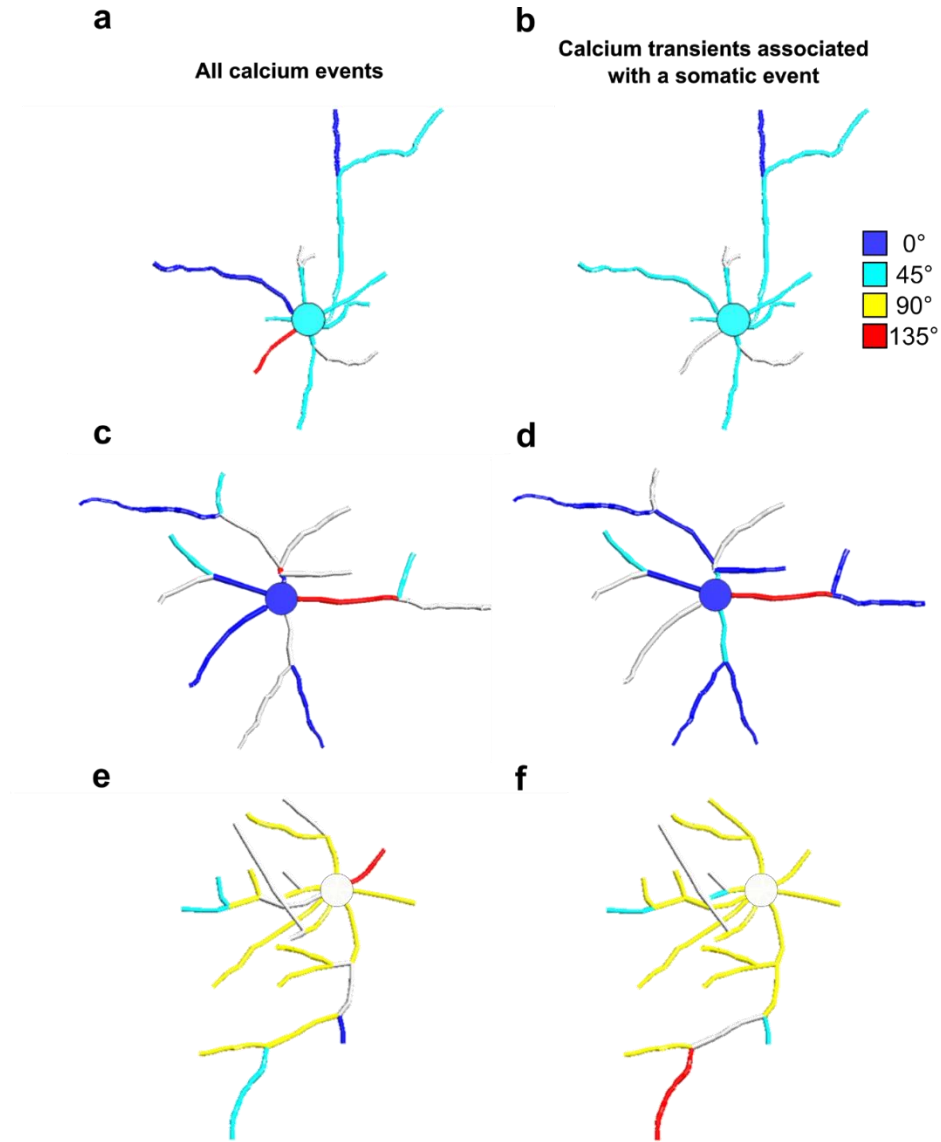 a
b
All calcium events
Calcium transients associated
with a somatic event
0°
45°
90°
135°
c
d
e
f